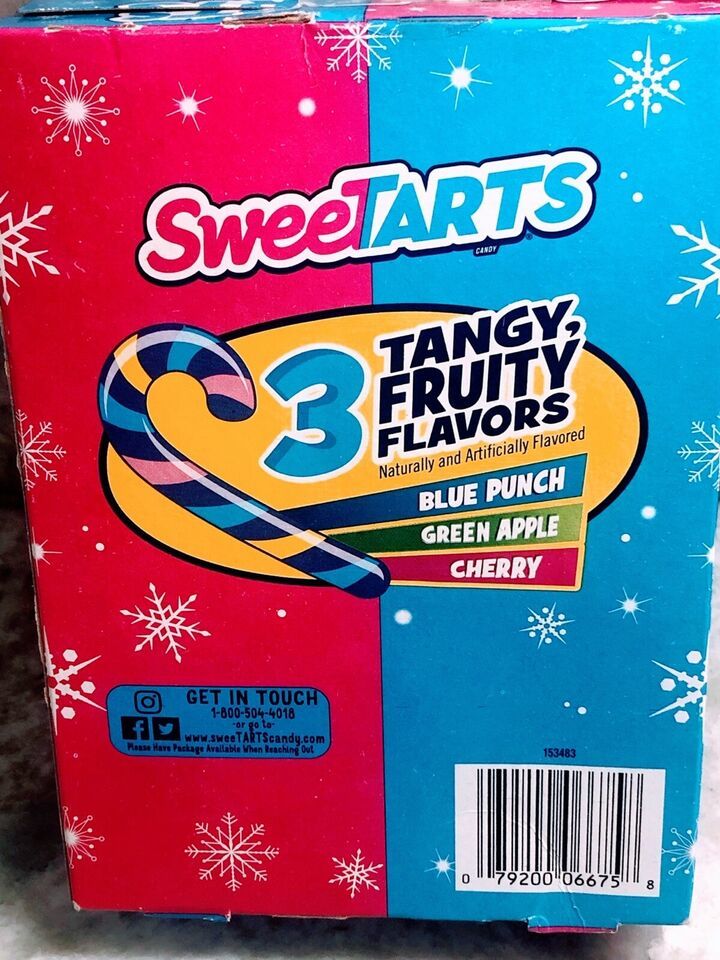 SweeTARTS
CANDY
3 TANGY,
FRUITY
FLAVORS
Naturally and Artificially Flavored
BLUE PUNCH
GREEN APPLE
CHERRY
GET IN TOUCH
1-800-504-4018
-or go to-
www.sweeTARTScandy.com
Please Have Package Available When Reaching Out
153483
0 79200 06675 8